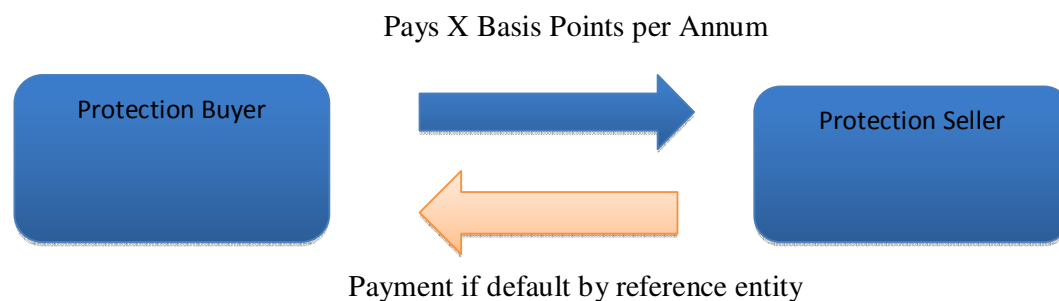 Pays X Basis Points per Annum
Protection Buyer
Protection Seller
Payment if default by reference entity